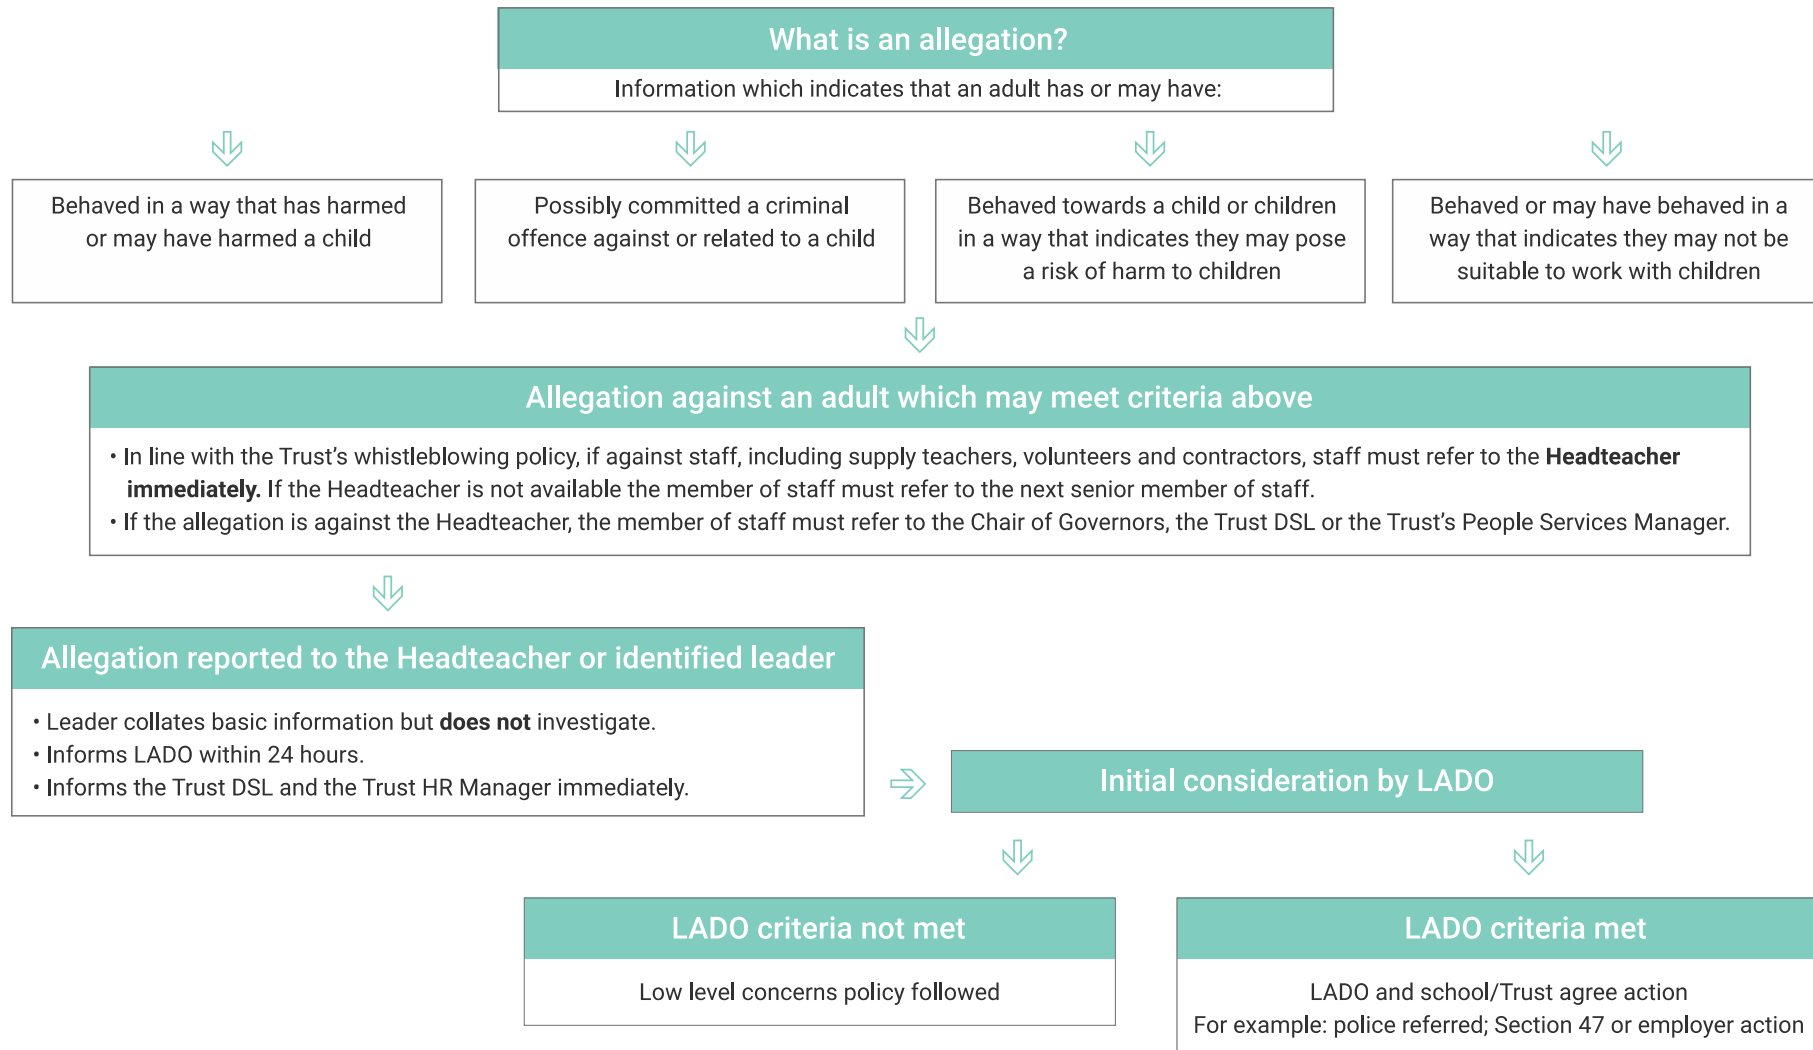 What is an allegation?
Information which indicates that an adult has or may have:
Behaved in a way that has harmed
or may have harmed a child
Possibly committed a criminal
offence against or related to a child
Behaved towards a child or children
in a way that indicates they may pose
a risk of harm to children
Behaved or may have behaved in a
way that indicates they may not be
suitable to work with children
Allegation against an adult which may meet criteria above
• In line with the Trust’s whistleblowing policy, if against staff, including supply teachers, volunteers and contractors, staff must refer to the Headteacher
immediately. If the Headteacher is not available the member of staff must refer to the next senior member of staff.
• If the allegation is against the Headteacher, the member of staff must refer to the Chair of Governors, the Trust DSL or the Trust’s People Services Manager.
Allegation reported to the Headteacher or identified leader
• Leader collates basic information but does not investigate.
• Informs LADO within 24 hours.
• Informs the Trust DSL and the Trust HR Manager immediately.
Initial consideration by LADO
LADO criteria not met
Low level concerns policy followed
LADO criteria met
LADO and school/Trust agree action
For example: police referred; Section 47 or employer action